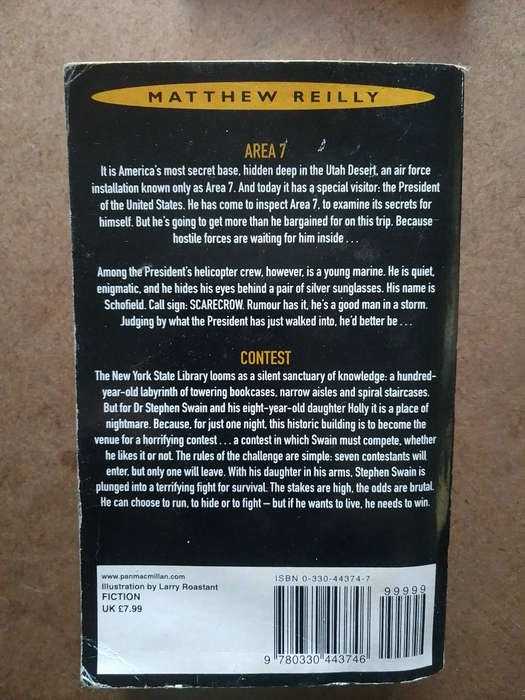 MATTHEW REILLY
AREA 7
It is America's most secret base, hidden deep in the Utah Desert, an air force
installation known only as Area 7. And today it has a special visitor: the President
of the United States. He has come to inspect Area 7, to examine its secrets for
himself. But he's going to get more than he bargained for on this trip. Because
hostile forces are waiting for him inside . . .
Among the President's helicopter crew, however, is a young marine. He is quiet,
enigmatic, and he hides his eyes behind a pair of silver sunglasses. His name is
Schofield. Call sign: SCARECROW. Rumour has it, he's a good man in a storm.
Judging by what the President has just walked into, he'd better be . . .
CONTEST
The New York State Library looms as a silent sanctuary of knowledge: a hundred-
year-old labyrinth of towering bookcases, narrow aisles and spiral staircases.
But for Dr Stephen Swain and his eight-year-old daughter Holly it is a place of
nightmare. Because, for just one night, this historic building is to become the
venue for a horrifying contest . . . a contest in which Swain must compete, whether
he likes it or not. The rules of the challenge are simple: seven contestants will
enter, but only one will leave. With his daughter in his arms, Stephen Swain is
plunged into a terrifying fight for survival. The stakes are high, the odds are brutal.
He can choose to run, to hide or to fight – but if he wants to live, he needs to win.
www.panmacmillan.com
Illustration by Larry Roastant
FICTION
UK £7.99
ISBN 0-330-44374-7
99999
9 780330 443746